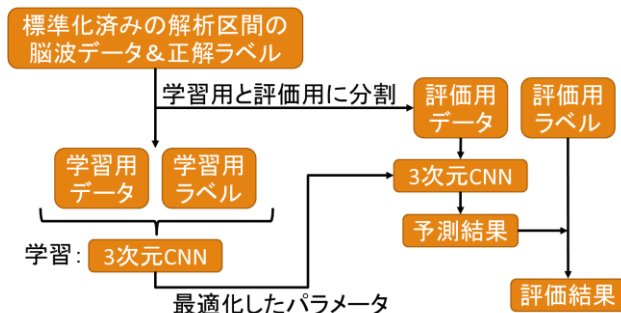 標準化済みの解析区間の
脳波データ&正解ラベル
学習用と評価用に分割
評価用
データ
評価用
ラベル
学習用
データ
学習用
ラベル
3次元CNN
予測結果
学習:
3次元CNN
評価結果
最適化したパラメータ